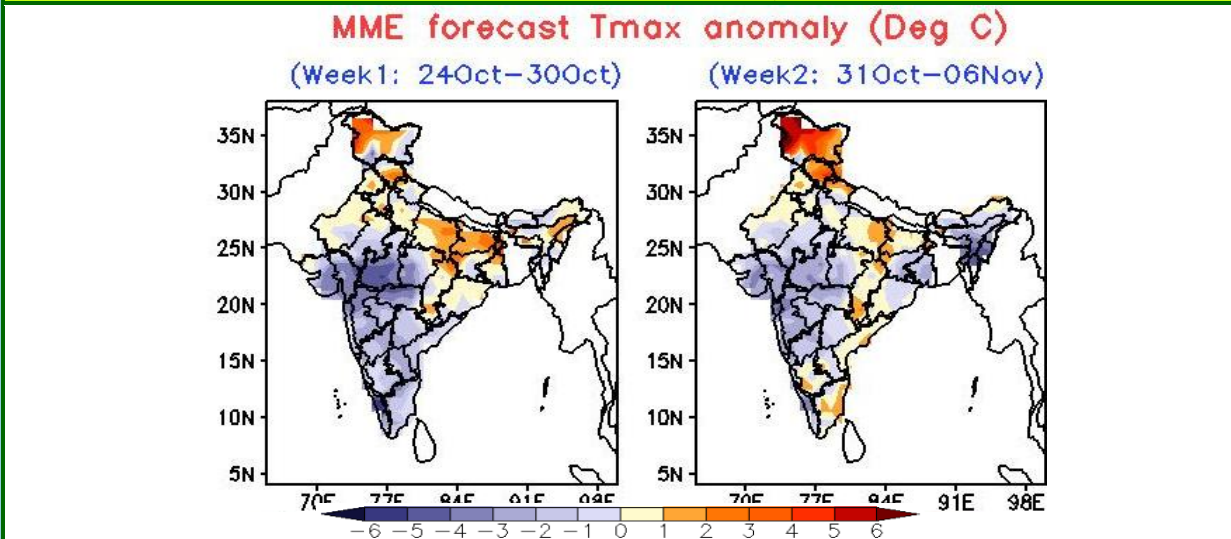 MME forecast Tmax anomaly (Deg C)
(Week1: 24Oct-30Oct) (Week2: 31Oct-06Nov)
35N 35N
30N 30N
25N 25N
20N 20N
15N 15N
10N 10N
5N 5N
70E 77E 84E 91E 98E 70E 77E 84E 91E 98E
-6 -5 -4 -3 -2 -1 0 1 2 3 4 5 6